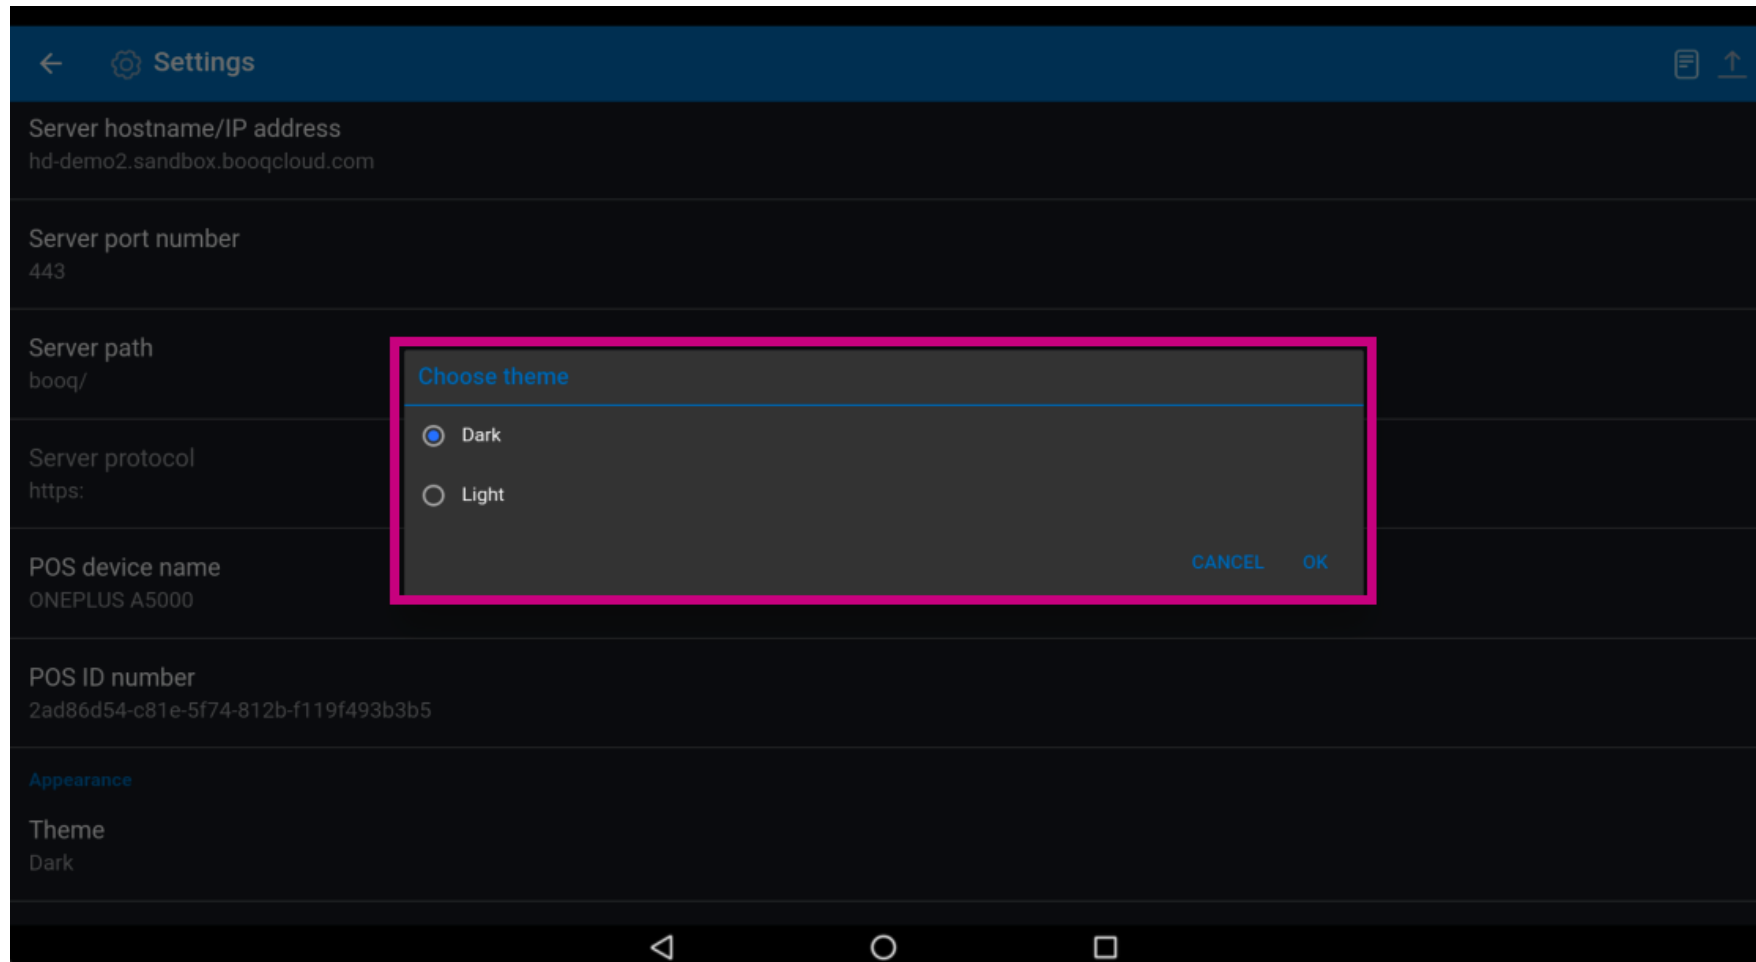 Settings
Server hostname/IP address
hd-demo2.sandbox.booqcloud.com
Server port number
443
Server path
booq/
Choose theme
Dark
Light
CANCEL OK
Server protocol
https:
POS device name
ONEPLUS A5000
POS ID number
2ad86d54-c81e-5f74-812b-f119f493b3b5
Appearance
Theme
Dark